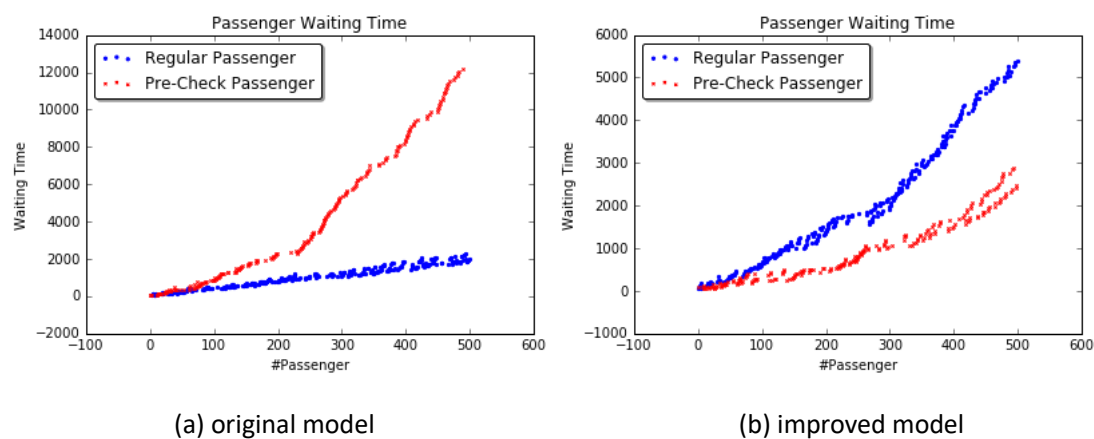 Passenger Waiting Time
14000
12000
10000
8000
6000
4000
2000
0
−2000
−100
0
100
200
300
400
500
600
Waiting Time
#Passenger
Regular Passenger
Pre-Check Passenger
(a) original model
Passenger Waiting Time
6000
5000
4000
3000
2000
1000
0
−1000
−100
0
100
200
300
400
500
600
Waiting Time
#Passenger
Regular Passenger
Pre-Check Passenger
(b) improved model